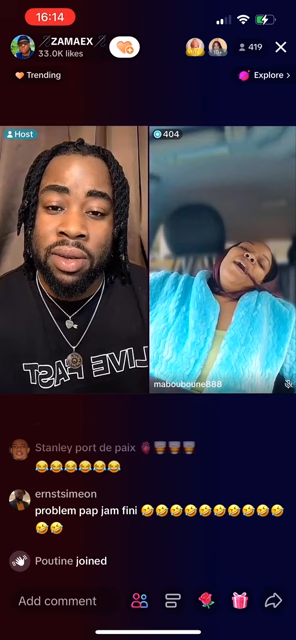 16:14
ZAMAEX
33.0K likes
419
Trending
Explore >
Host
404
LIVE FAST
mabouboune888
Stanley port de paix
😂😂😂😂😂😂
ernstsimeon
problem pap jam fini 🤣🤣🤣🤣🤣🤣🤣🤣🤣🤣
🤣🤣
Poutine joined
Add comment